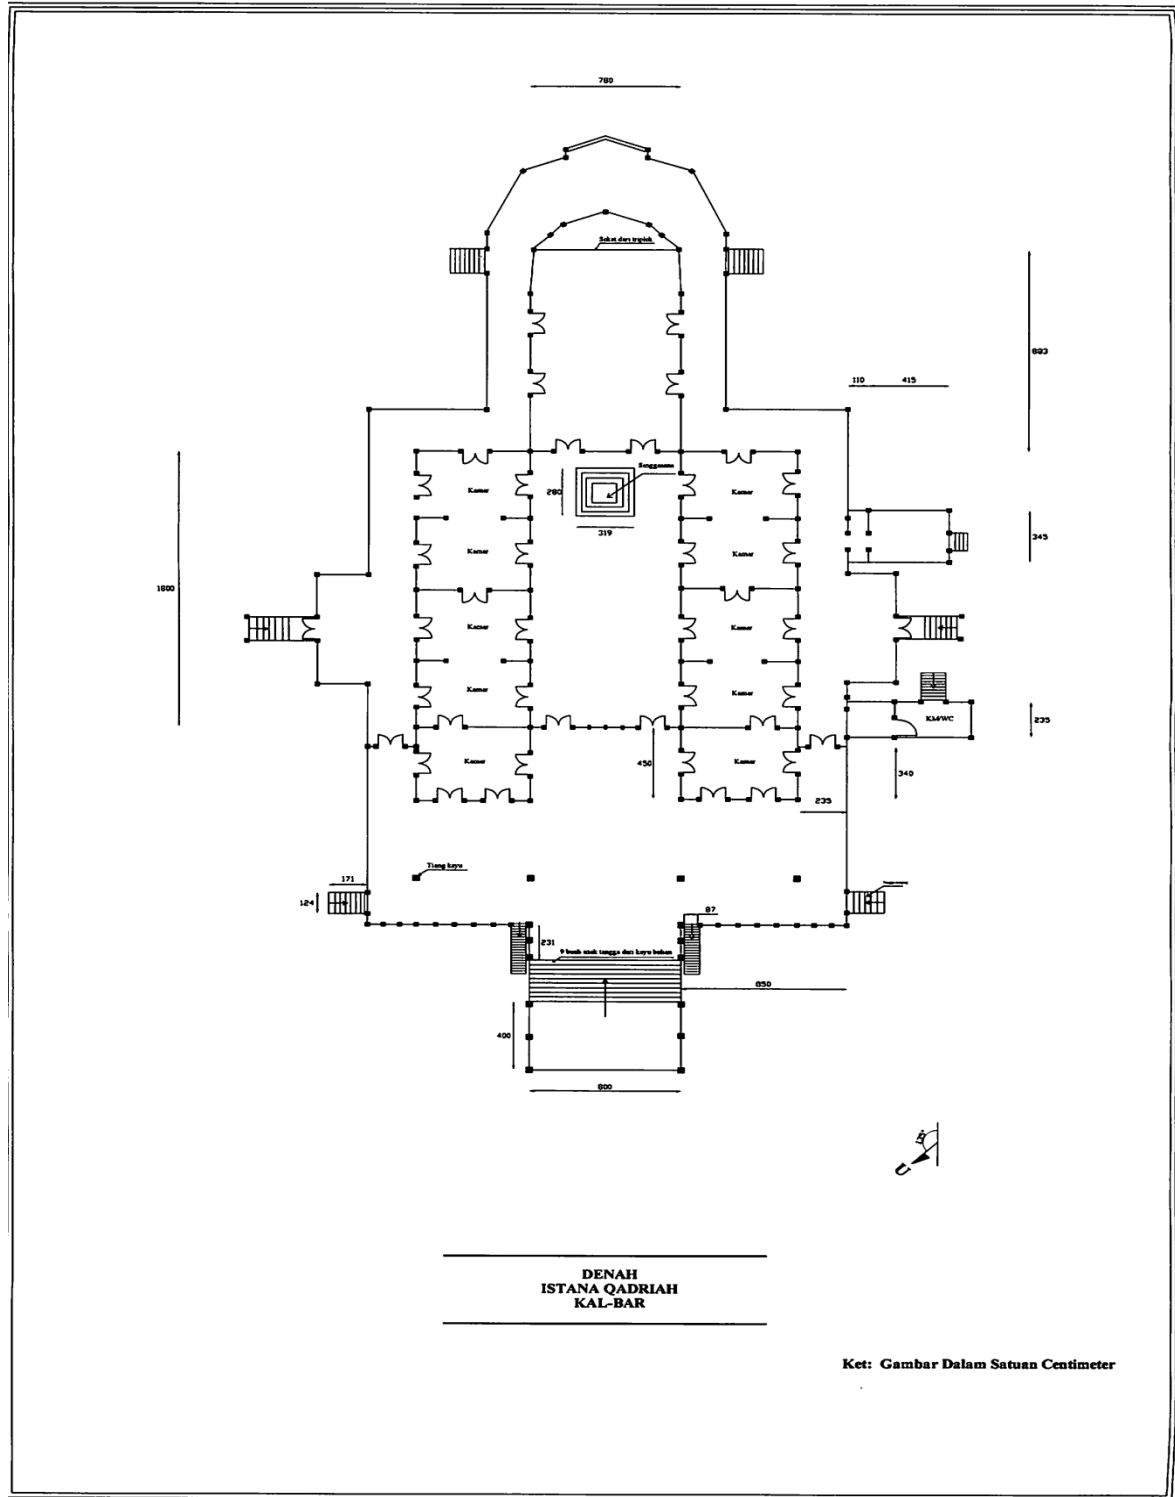 780
Sekat dari triplek
893
110 415
Singgasana
Kamar
Kamar
280
319
345
Kamar
Kamar
1800
Kamar
Kamar
Kamar
Kamar
KM/WC
235
Kamar
450
Kamar
340
235
Tiang kayu
171
124
87
231
9 buah anak tangga dari kayu belian
850
400
800
U
DENAH
ISTANA QADRIAH
KAL-BAR
Ket: Gambar Dalam Satuan Centimeter